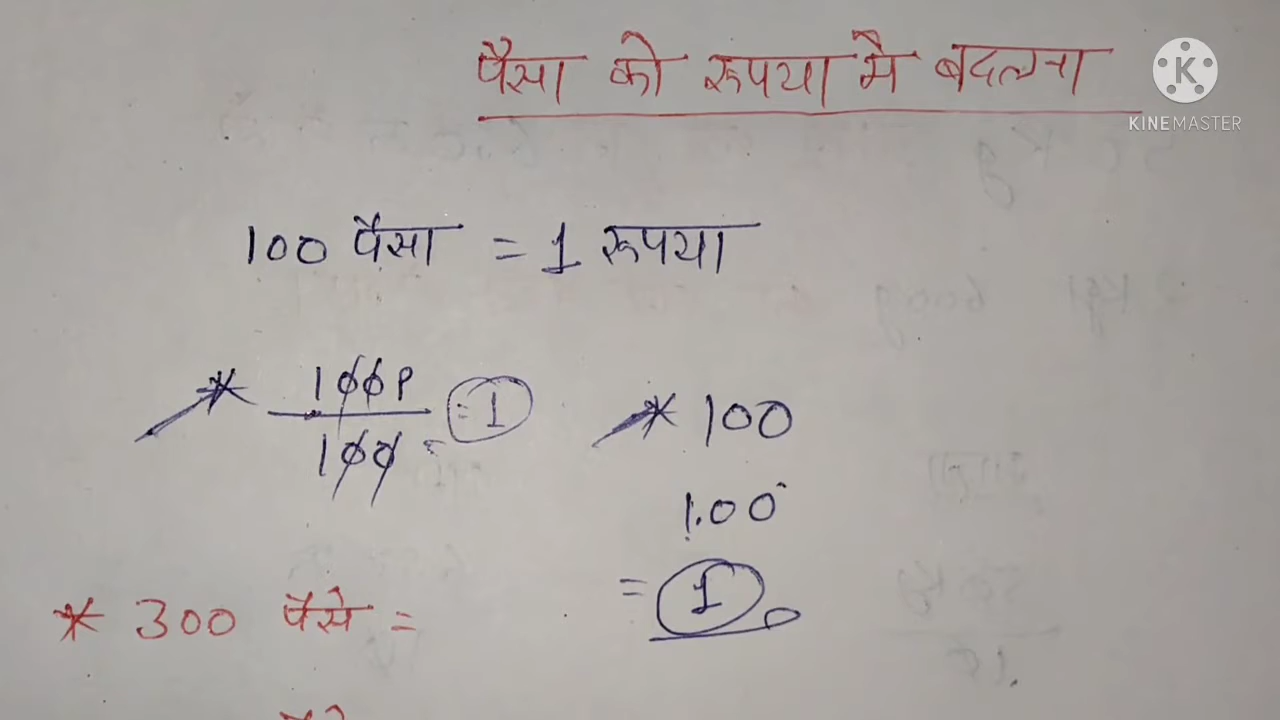 पैसा को रूपया मै बदलना
K
KINEMASTER
100 पैसा = 1 रूपया
* 100P = 1
100
* 100
1.00
= 1
* 300 पैसे =